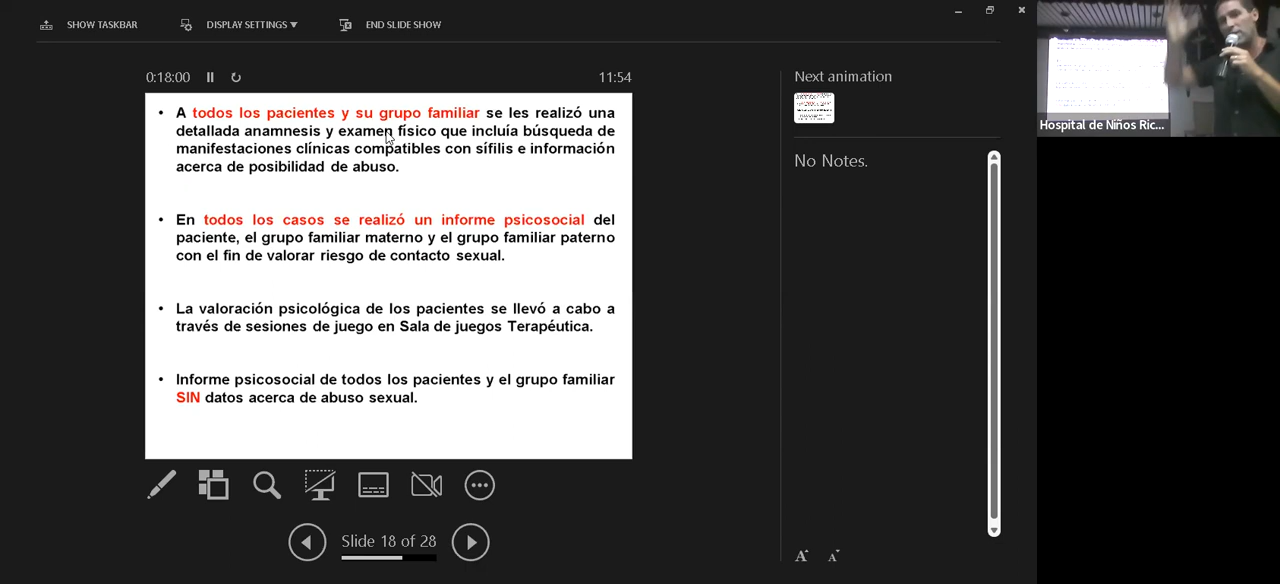 SHOW TASKBAR
DISPLAY SETTINGS ▼
END SLIDE SHOW
0:18:00
11:54
• A todos los pacientes y su grupo familiar se les realizó una
detallada anamnesis y examen físico que incluía búsqueda de
manifestaciones clínicas compatibles con sífilis e información
acerca de posibilidad de abuso.
• En todos los casos se realizó un informe psicosocial del
paciente, el grupo familiar materno y el grupo familiar paterno
con el fin de valorar riesgo de contacto sexual.
• La valoración psicológica de los pacientes se llevó a cabo a
través de sesiones de juego en Sala de juegos Terapéutica.
• Informe psicosocial de todos los pacientes y el grupo familiar
SIN datos acerca de abuso sexual.
Slide 18 of 28
Next animation
No Notes.
A A
Hospital de Niños Ric...